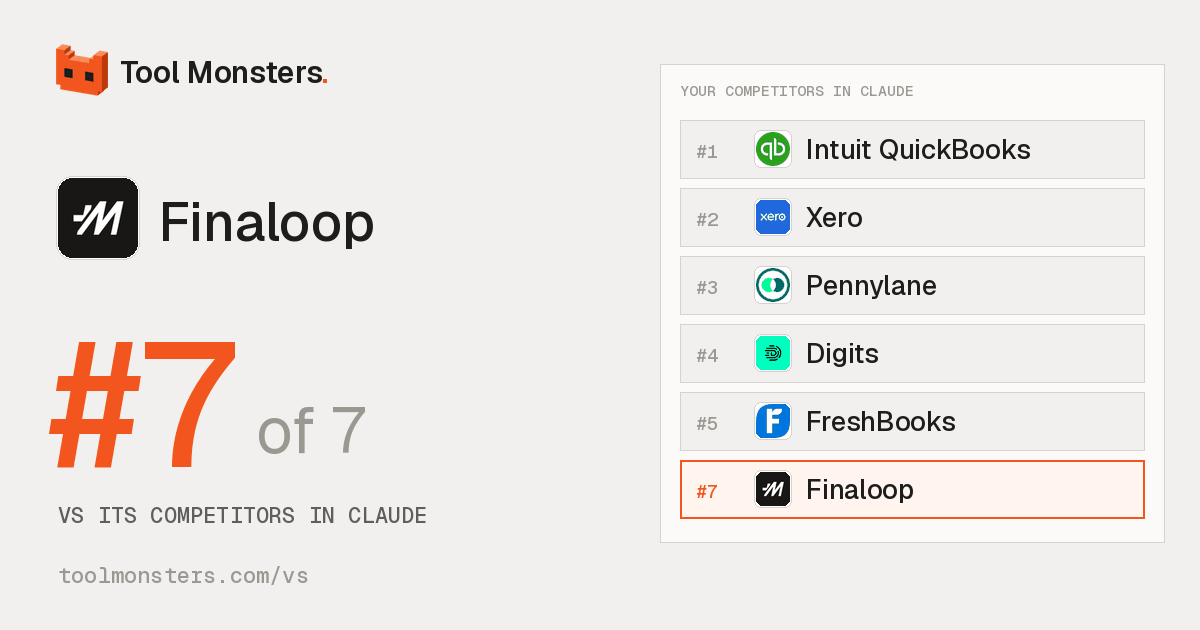 Tool Monsters.
Finaloop
#7 of 7
VS ITS COMPETITORS IN CLAUDE
toolmonsters.com/vs
YOUR COMPETITORS IN CLAUDE
#1 qb Intuit QuickBooks
#2 xero Xero
#3 Pennylane
#4 Digits
#5 F FreshBooks
#7 Finaloop